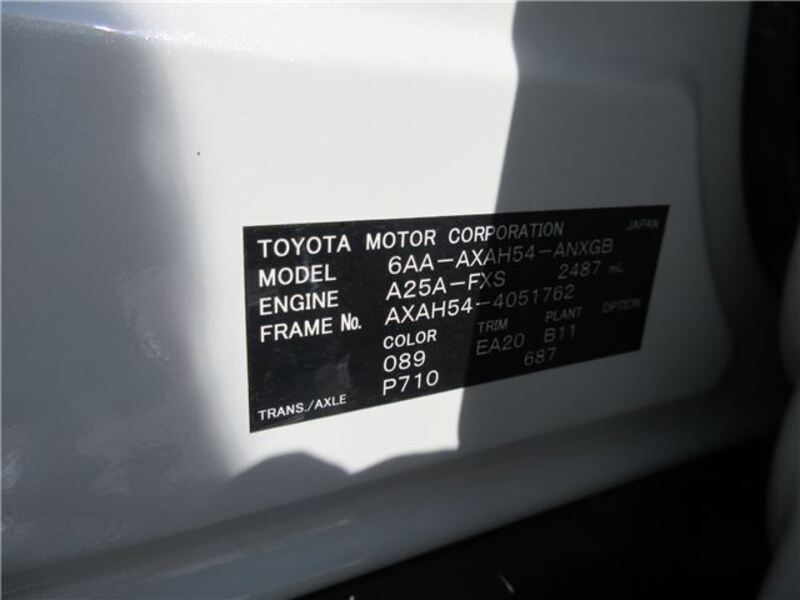 TOYOTA MOTOR CORPORATION JAPAN
MODEL 6AA-AXAH54-ANXGB
ENGINE A25A-FXS 2487 mL
FRAME No. AXAH54-4051762
COLOR TRIM PLANT OPTION
089 EA20 B11
687
TRANS./AXLE P710